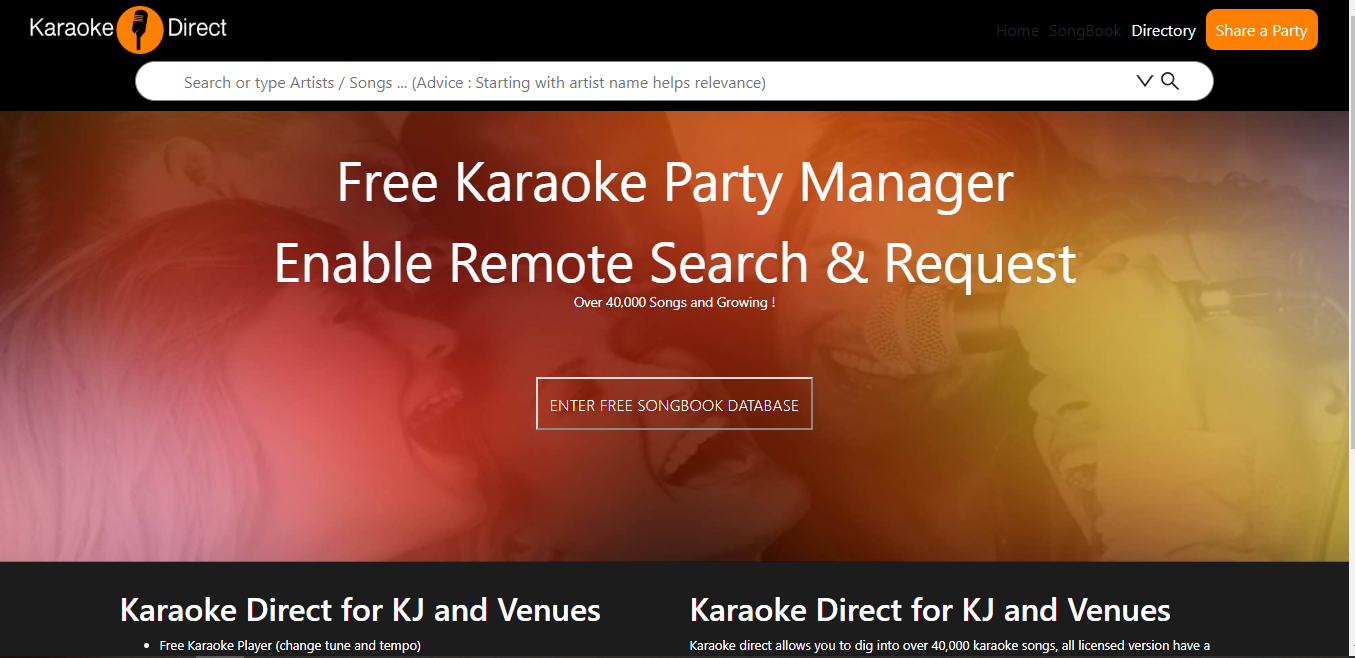 Karaoke Direct
Home SongBook Directory Share a Party
Search or type Artists / Songs ... (Advice : Starting with artist name helps relevance)
Free Karaoke Party Manager
Enable Remote Search & Request
Over 40,000 Songs and Growing !
ENTER FREE SONGBOOK DATABASE
Karaoke Direct for KJ and Venues
Free Karaoke Player (change tune and tempo)
Karaoke Direct for KJ and Venues
Karaoke direct allows you to dig into over 40,000 karaoke songs, all licensed version have a